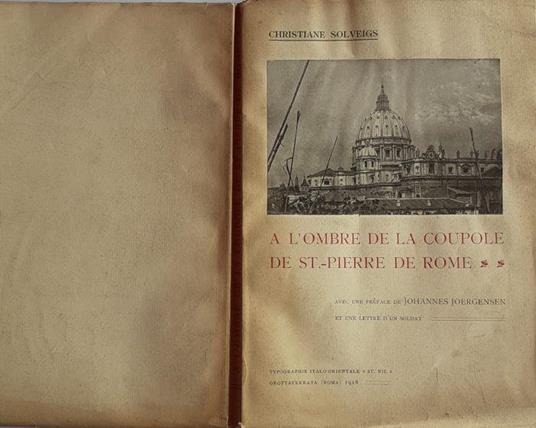 CHRISTIANE SOLVEIGS
A L'OMBRE DE LA COUPOLE
DE ST.-PIERRE DE ROME
AVEC UNE PRÉFACE DE JOHANNES JOERGENSEN
ET UNE LETTRE D'UN SOLDAT
TYPOGRAPHIE ITALO-ORIENTALE « ST. NIL »
GROTTAFERRATA (ROMA) 1918